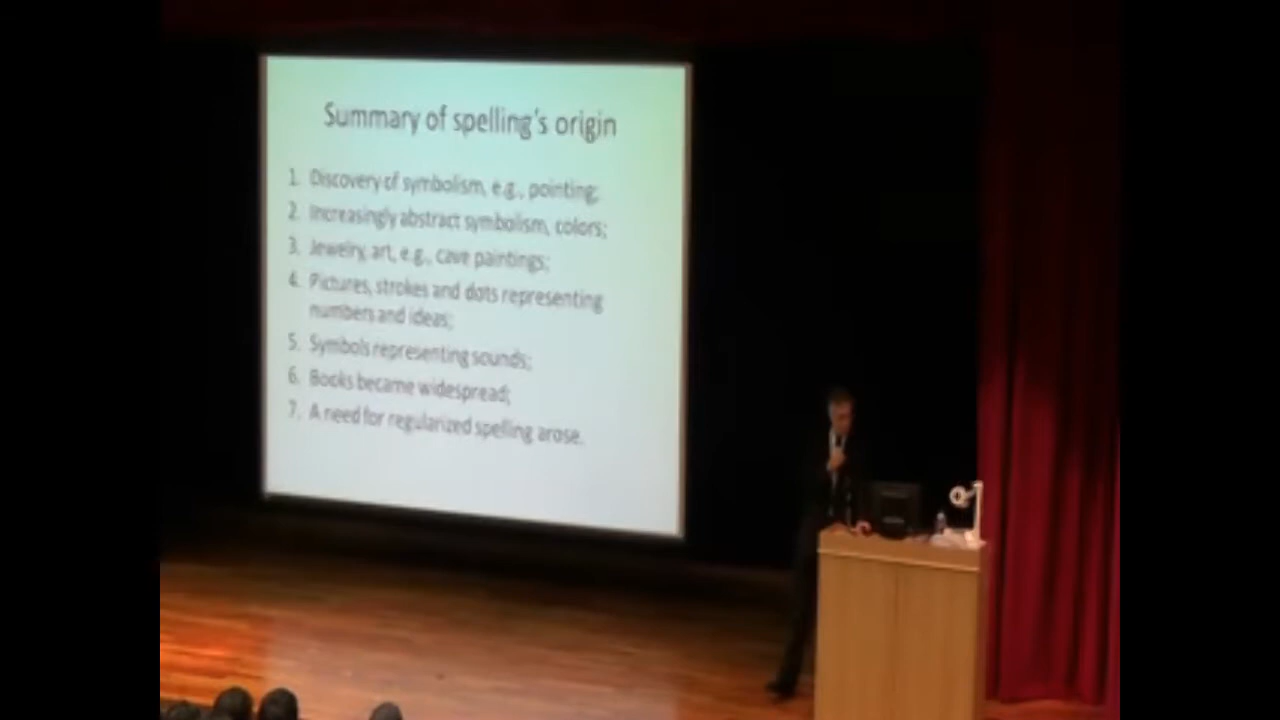 Summary of spelling's origin
1. Discovery of symbolism, e.g., pointing;
2. Increasingly abstract symbolism, colors;
3. Jewelry, art, e.g., cave paintings;
4. Pictures, strokes and dots representing
numbers and ideas;
5. Symbols representing sounds;
6. Books became widespread;
7. A need for regularized spelling arose.